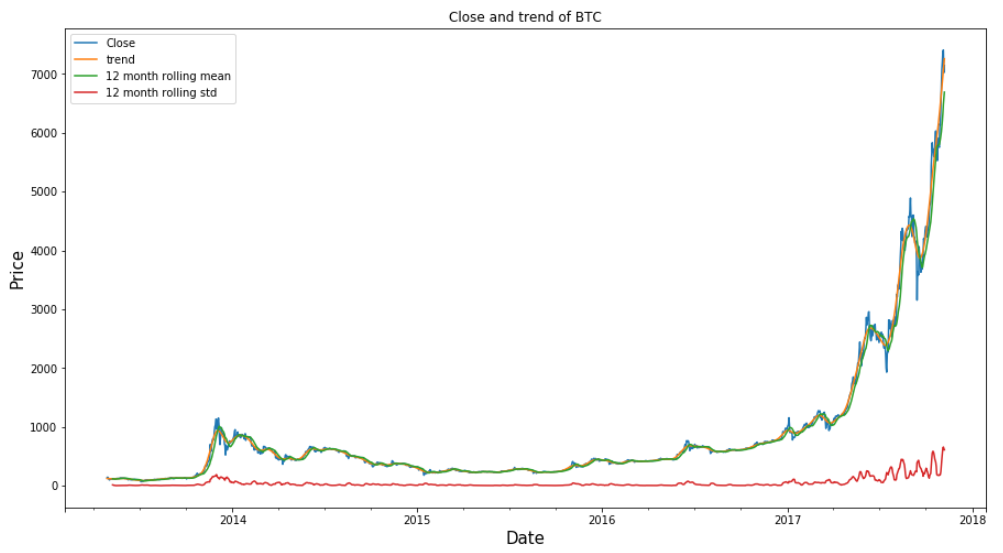 Close and trend of BTC
Close
trend
12 month rolling mean
12 month rolling std
Price
7000
6000
5000
4000
3000
2000
1000
0
2014 2015 2016 2017 2018
Date